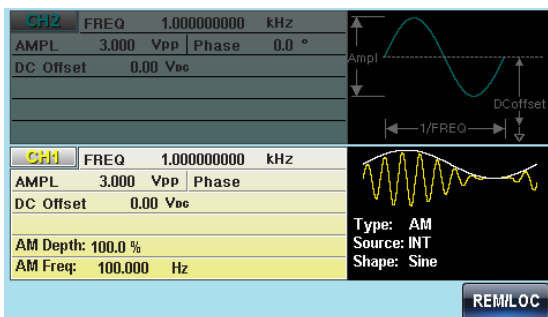 CH2 FREQ 1.000000000 kHz
AMPL 3.000 Vpp Phase 0.0 °
DC Offset 0.00 VDC
Ampl
DCoffset
1/FREQ
CH1 FREQ 1.000000000 kHz
AMPL 3.000 Vpp Phase
DC Offset 0.00 VDC
AM Depth: 100.0 %
AM Freq: 100.000 Hz
Type: AM
Source: INT
Shape: Sine
REM/LOC